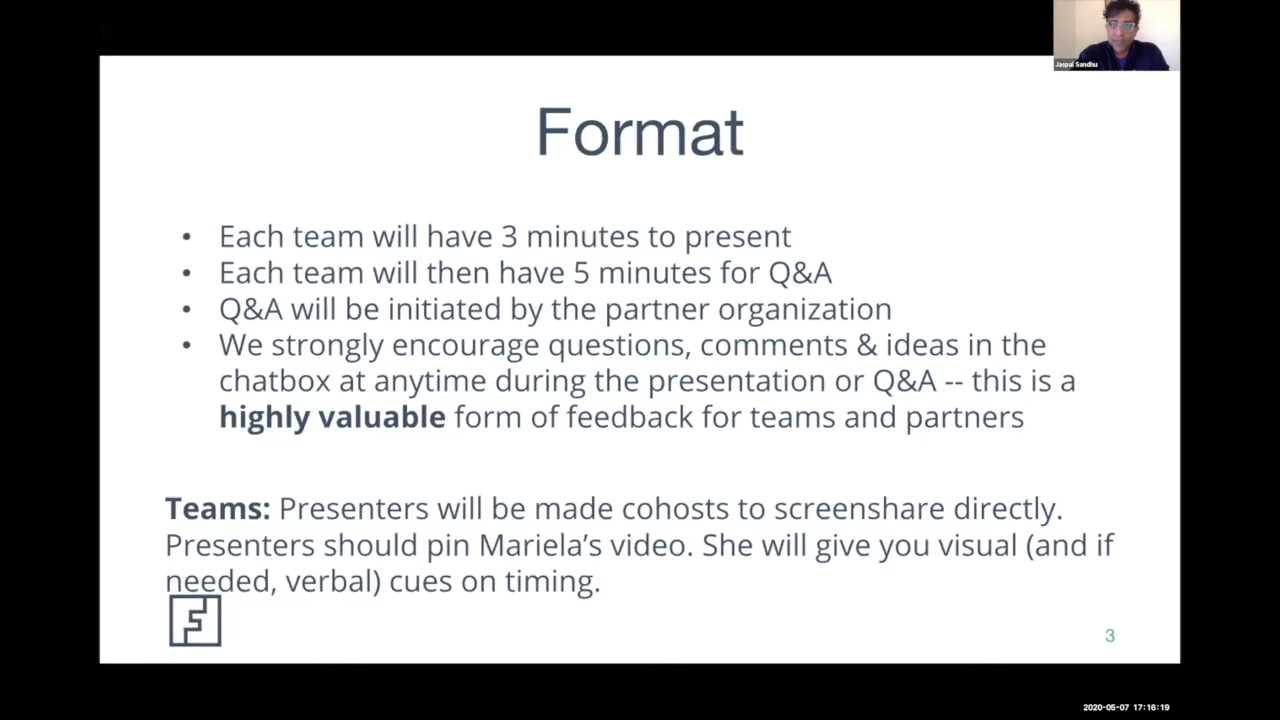 Jaspal Sandhu
Format
• Each team will have 3 minutes to present
• Each team will then have 5 minutes for Q&A
• Q&A will be initiated by the partner organization
• We strongly encourage questions, comments & ideas in the
chatbox at anytime during the presentation or Q&A -- this is a
highly valuable form of feedback for teams and partners
Teams: Presenters will be made cohosts to screenshare directly.
Presenters should pin Mariela’s video. She will give you visual (and if
needed, verbal) cues on timing.
3
2020-05-07 17:16:19